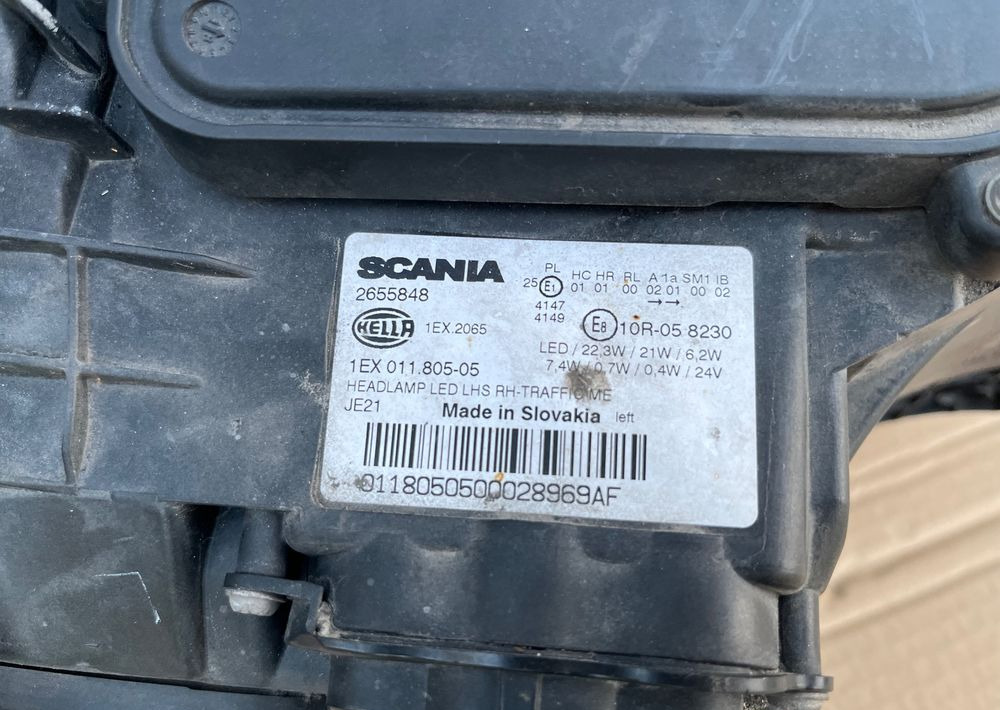 SCANIA
2655848
HELLA 1EX.2065
1EX 011.805-05
HEADLAMP LED LHS RH-TRAFFIC ME
JE21 Made in Slovakia left
PL HC HR RL A 1a SM1 IB
25 E1 01 01 00 02 01 00 02
→→
4147
4149
E8 10R-05 8230
LED / 22,3W / 21W / 6,2W
7,4W / 0,7W / 0,4W / 24V
0118050500028969AF